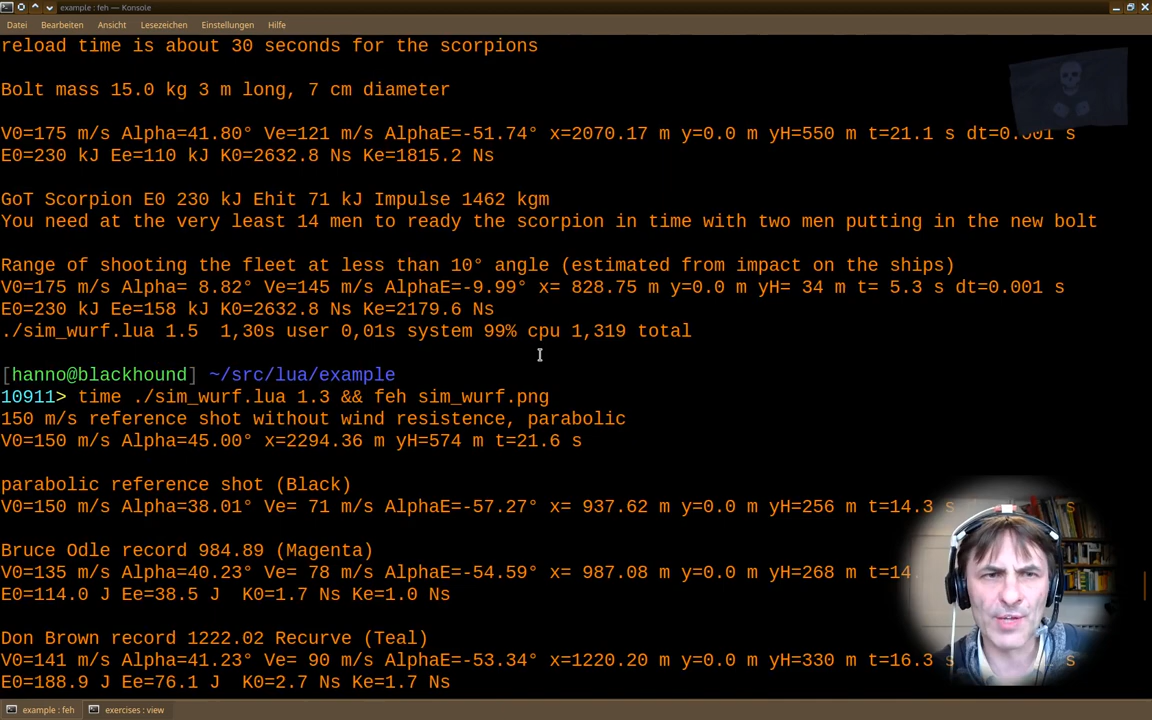 example : feh — Konsole
Datei Bearbeiten Ansicht Lesezeichen Einstellungen Hilfe
reload time is about 30 seconds for the scorpions
Bolt mass 15.0 kg 3 m long, 7 cm diameter
V0=175 m/s Alpha=41.80° Ve=121 m/s AlphaE=-51.74° x=2070.17 m y=0.0 m yH=550 m t=21.1 s dt=0.001 s
E0=230 kJ Ee=110 kJ K0=2632.8 Ns Ke=1815.2 Ns
GoT Scorpion E0 230 kJ Ehit 71 kJ Impulse 1462 kgm
You need at the very least 14 men to ready the scorpion in time with two men putting in the new bolt
Range of shooting the fleet at less than 10° angle (estimated from impact on the ships)
V0=175 m/s Alpha= 8.82° Ve=145 m/s AlphaE=-9.99° x= 828.75 m y=0.0 m yH= 34 m t= 5.3 s dt=0.001 s
E0=230 kJ Ee=158 kJ K0=2632.8 Ns Ke=2179.6 Ns
./sim_wurf.lua 1.5  1,30s user 0,01s system 99% cpu 1,319 total
[hanno@blackhound] ~/src/lua/example
10911> time ./sim_wurf.lua 1.3 && feh sim_wurf.png
150 m/s reference shot without wind resistence, parabolic
V0=150 m/s Alpha=45.00° x=2294.36 m yH=574 m t=21.6 s
parabolic reference shot (Black)
V0=150 m/s Alpha=38.01° Ve= 71 m/s AlphaE=-57.27° x= 937.62 m y=0.0 m yH=256 m t=14.3 s s
Bruce Odle record 984.89 (Magenta)
V0=135 m/s Alpha=40.23° Ve= 78 m/s AlphaE=-54.59° x= 987.08 m y=0.0 m yH=268 m t=14.
E0=114.0 J Ee=38.5 J  K0=1.7 Ns Ke=1.0 Ns
Don Brown record 1222.02 Recurve (Teal)
V0=141 m/s Alpha=41.23° Ve= 90 m/s AlphaE=-53.34° x=1220.20 m y=0.0 m yH=330 m t=16.3 s s
E0=188.9 J Ee=76.1 J  K0=2.7 Ns Ke=1.7 Ns
example : feh exercises : view